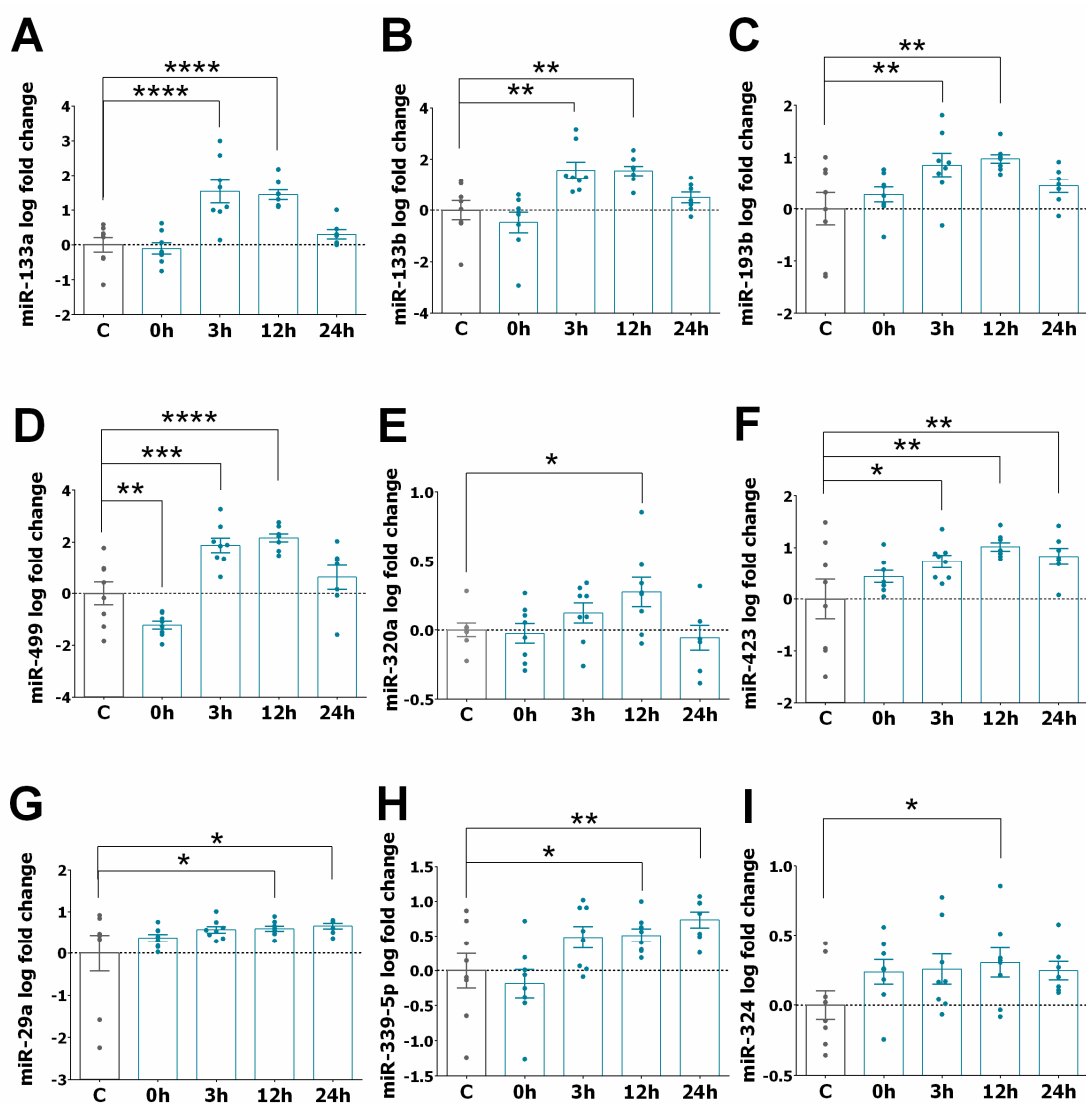 A
miR-133a log fold change
****
****
4
3
2
1
0
-1
-2
C 0h 3h 12h 24h
B
miR-133b log fold change
**
**
4
2
0
-2
-4
C 0h 3h 12h 24h
C
miR-193b log fold change
**
**
2
1
0
1
-2
C 0h 3h 12h 24h
D
miR-499 log fold change
****
***
**
4
2
0
-2
-4
C 0h 3h 12h 24h
E
miR-320a log fold change
*
1.0
0.5
0.0
-0.5
C 0h 3h 12h 24h
F
miR-423 log fold change
**
**
*
2
1
0
-1
-2
C 0h 3h 12h 24h
G
miR-29a log fold change
*
*
2
1
0
-1
-2
-3
C 0h 3h 12h 24h
H
miR-339-5p log fold change
**
*
1.5
1.0
0.5
0.0
-0.5
-1.0
-1.5
C 0h 3h 12h 24h
I
miR-324 log fold change
*
1.0
0.5
0.0
-0.5
C 0h 3h 12h 24h